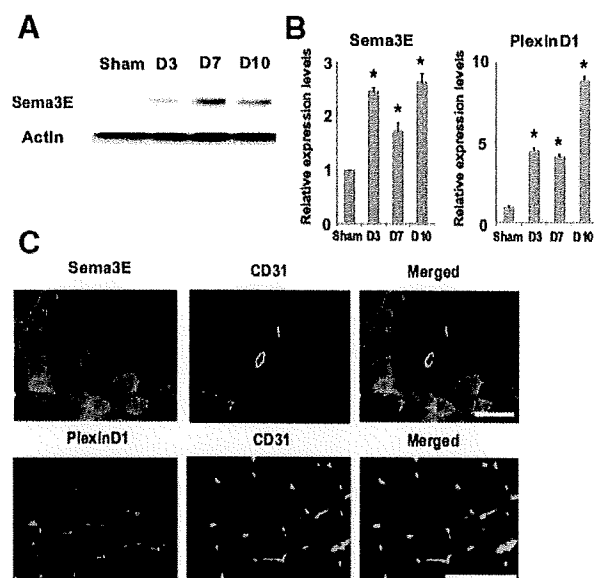 A
Sham D3 D7 D10
Sema3E
Actin
B
Sema3E
Relative expression levels
3
2
1
0
Sham D3 D7 D10
PlexinD1
Relative expression levels
10
5
0
Sham D3 D7 D10
C
Sema3E CD31 Merged
PlexinD1 CD31 Merged